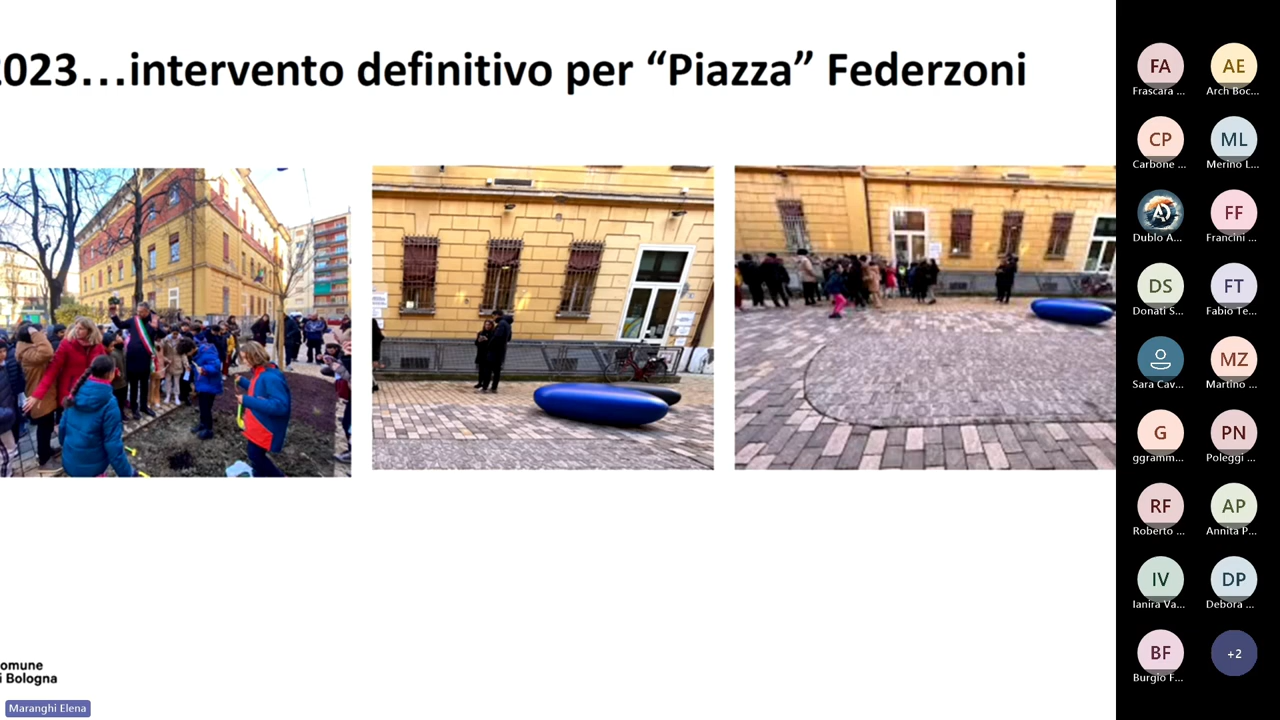 2023...intervento definitivo per “Piazza” Federzoni
omune
i Bologna
Maranghi Elena
FA
Frascara ...
AE
Arch Boc...
CP
Carbone ...
ML
Merino L...
AD
Dublo A...
FF
Francini ...
DS
Donati S...
FT
Fabio Te...
Sara Cav...
MZ
Martino ...
G
ggramm...
PN
Poleggi ...
RF
Roberto ...
AP
Annita P...
IV
Ianira Va...
DP
Debora ...
BF
Burgio F...
+2